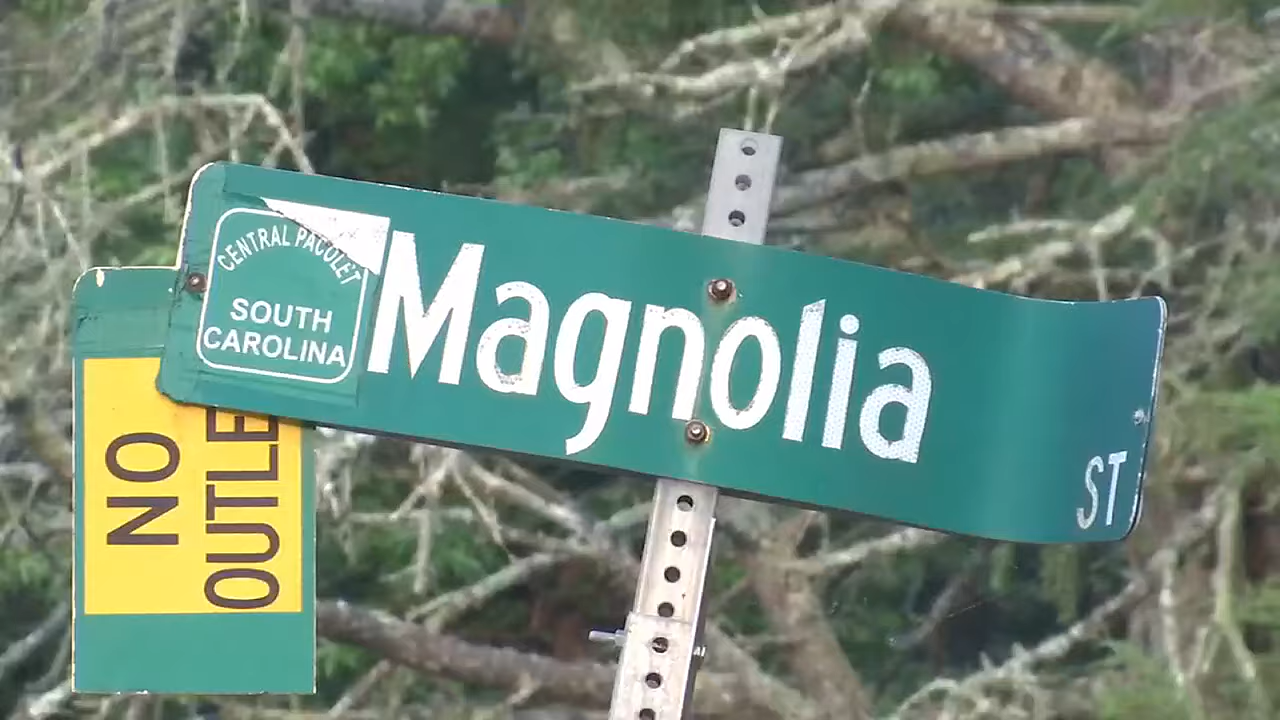 CENTRAL PACOLET
SOUTH
CAROLINA
Magnolia
ST
NO
OUTLE